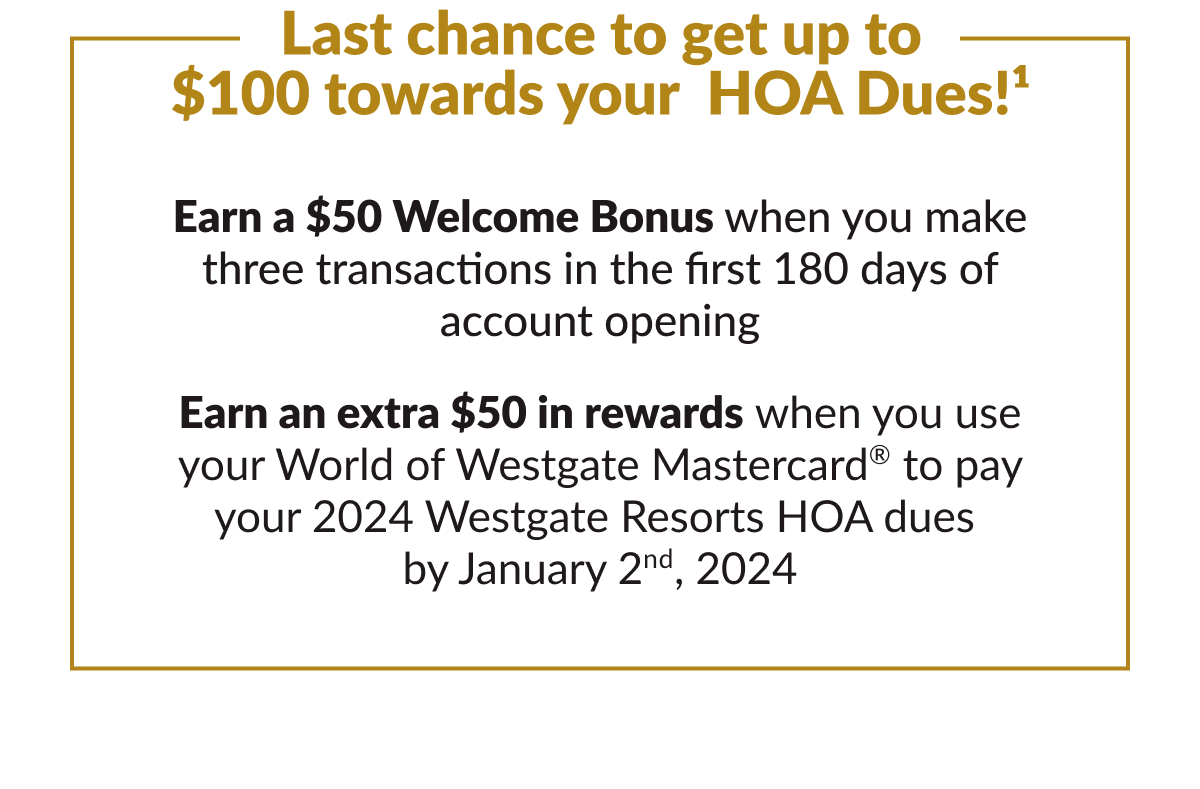 Last chance to get up to
$100 towards your HOA Dues!¹
Earn a $50 Welcome Bonus when you make
three transactions in the first 180 days of
account opening
Earn an extra $50 in rewards when you use
your World of Westgate Mastercard® to pay
your 2024 Westgate Resorts HOA dues
by January 2nd, 2024